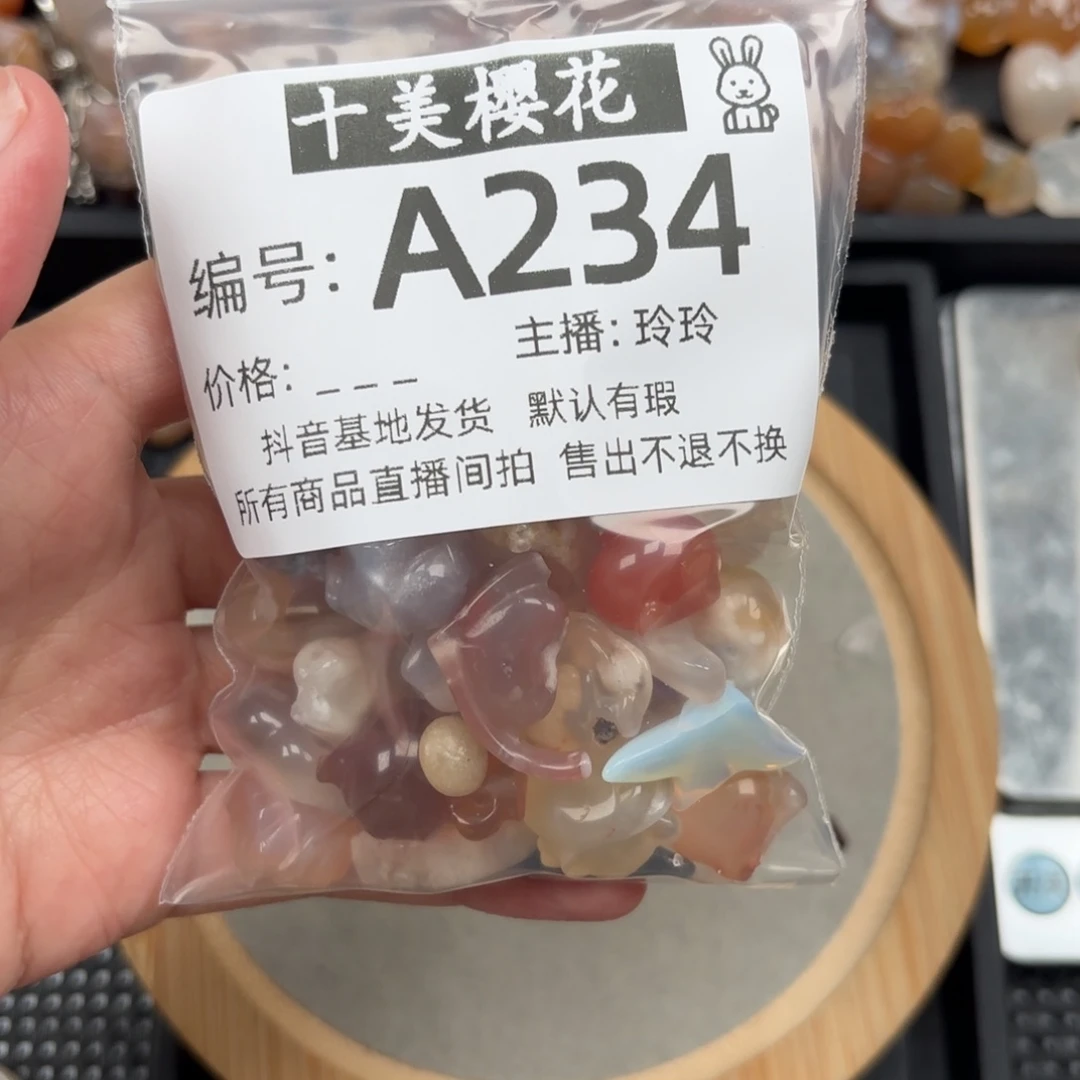 十美樱花
编号: A234
主播: 玲玲
价格: _ _ _
抖音基地发货 默认有瑕
所有商品直播间拍 售出不退不换